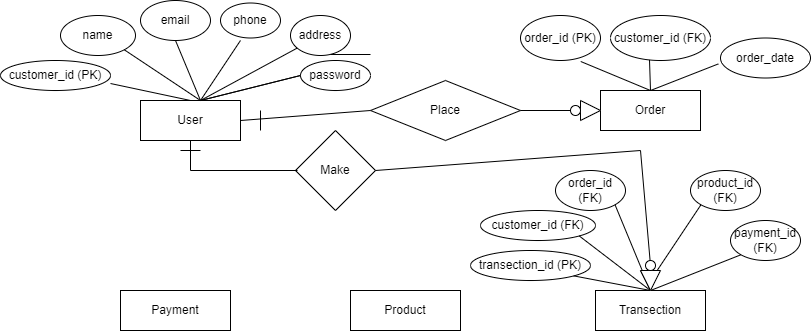 email
phone
name
address
customer_id (PK)
password
User
Place
order_id (PK)
customer_id (FK)
order_date
Order
Make
order_id
(FK)
product_id
(FK)
customer_id (FK)
payment_id
(FK)
transection_id (PK)
Payment
Product
Transection